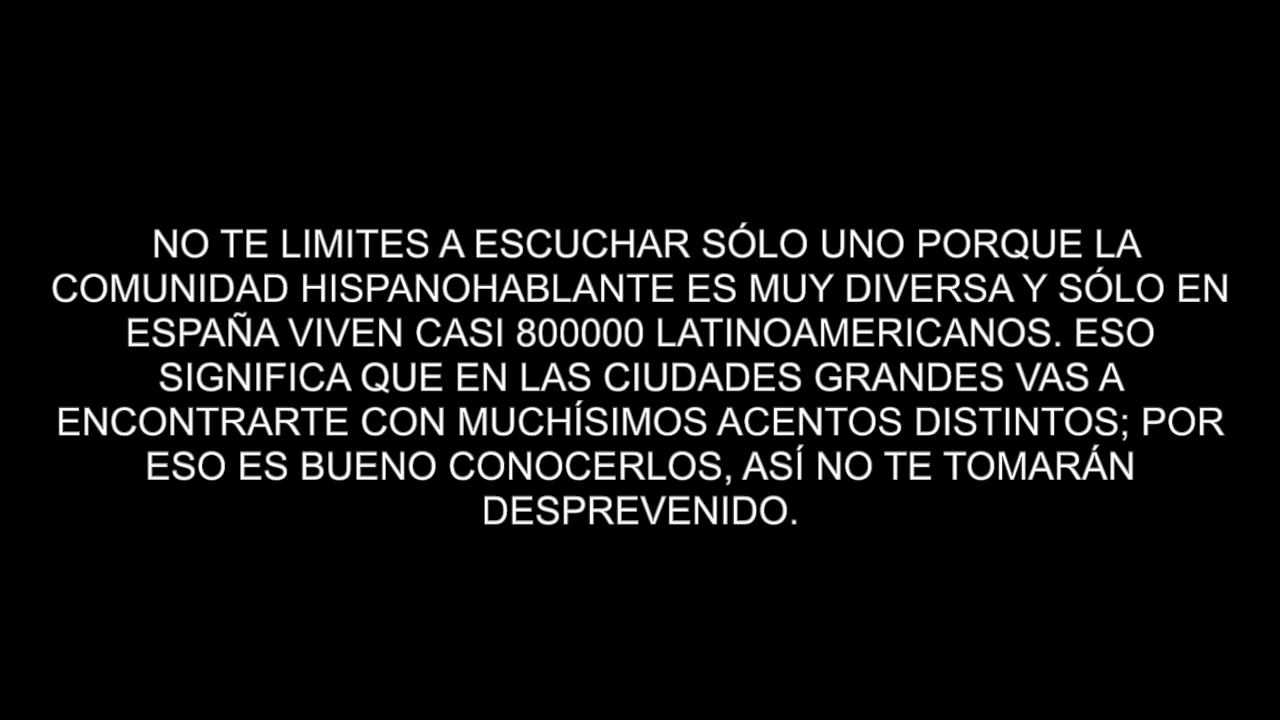 NO TE LIMITES A ESCUCHAR SÓLO UNO PORQUE LA
COMUNIDAD HISPANOHABLANTE ES MUY DIVERSA Y SÓLO EN
ESPAÑA VIVEN CASI 800000 LATINOAMERICANOS. ESO
SIGNIFICA QUE EN LAS CIUDADES GRANDES VAS A
ENCONTRARTE CON MUCHÍSIMOS ACENTOS DISTINTOS; POR
ESO ES BUENO CONOCERLOS, ASÍ NO TE TOMARÁN
DESPREVENIDO.